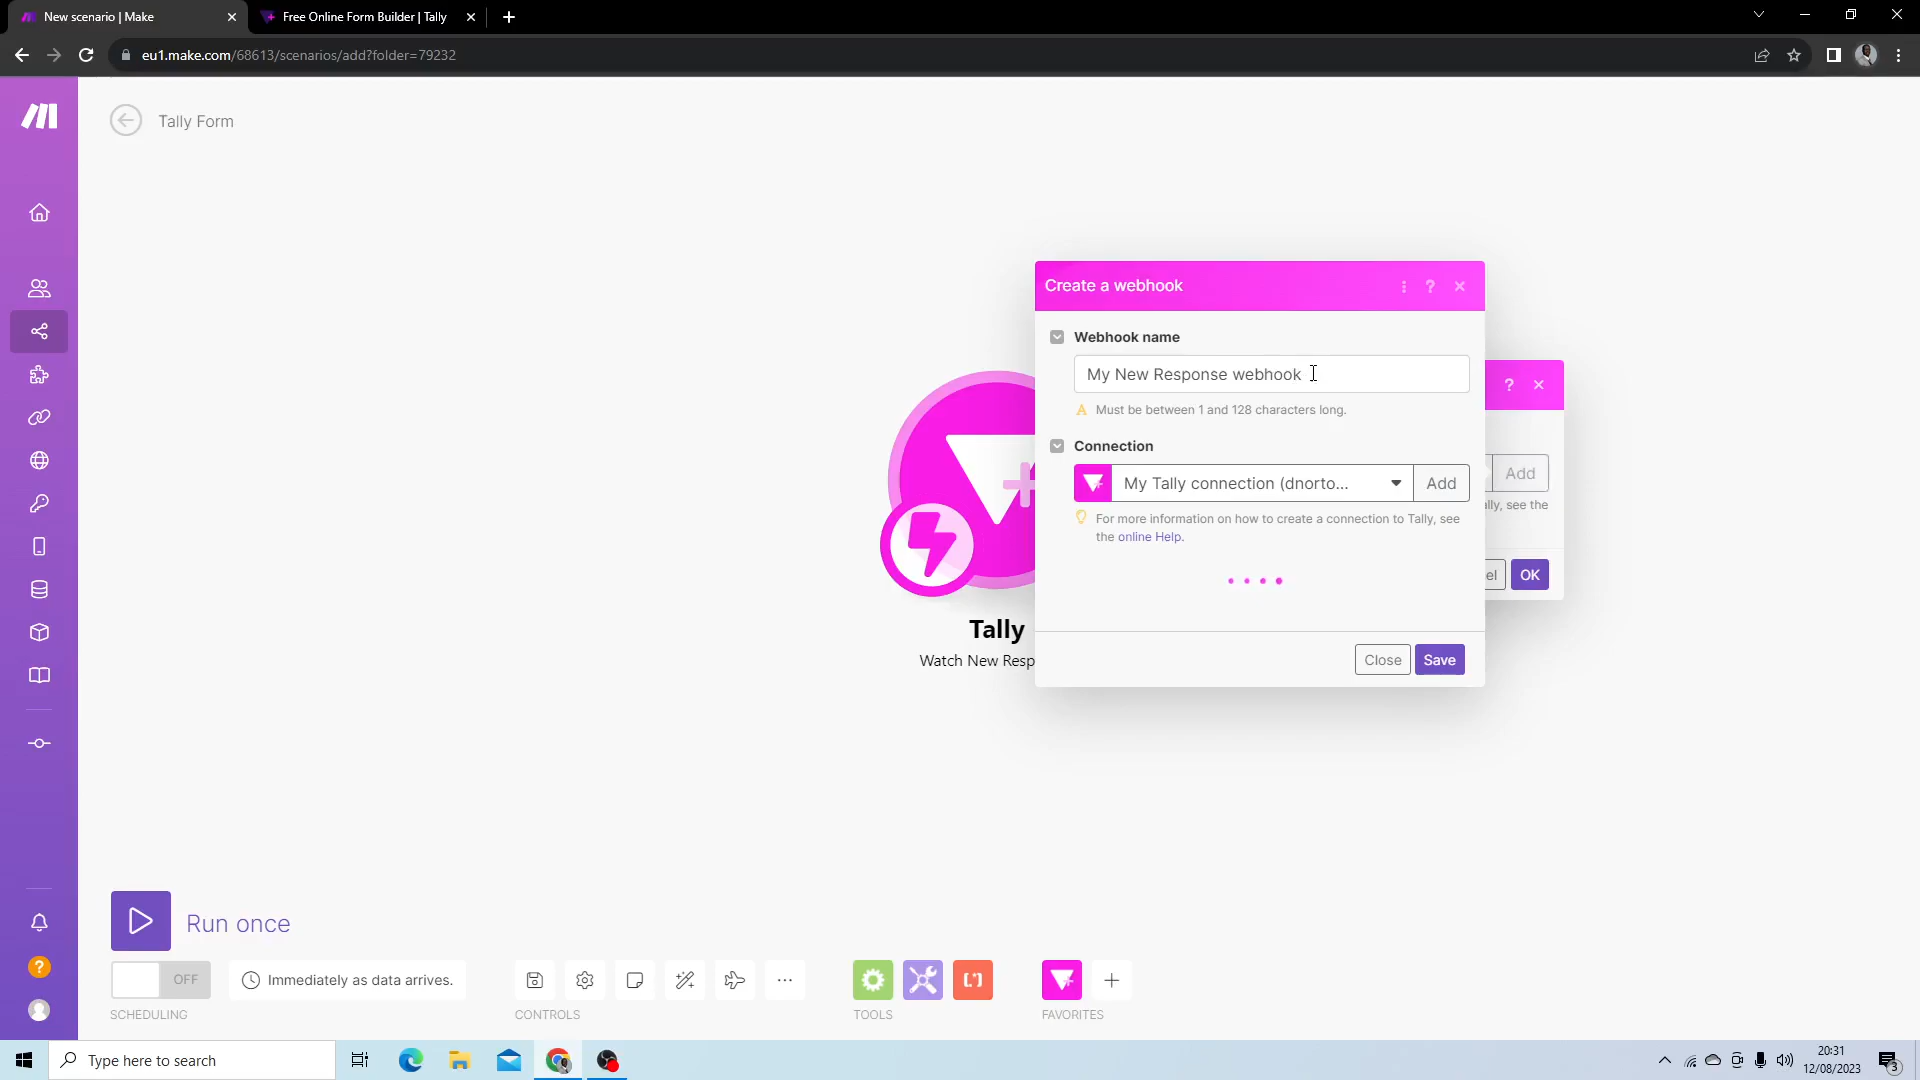 New scenario | Make
Free Online Form Builder | Tally
eu1.make.com/68613/scenarios/add?folder=79232
Tally Form
Create a webhook
Webhook name
My New Response webhook
Must be between 1 and 128 characters long.
Connection
My Tally connection (dnorto...
Add
For more information on how to create a connection to Tally, see
the online Help.
Close
Save
Add
ally, see the
el
OK
Tally
Watch New Resp
Run once
OFF
Immediately as data arrives.
SCHEDULING
CONTROLS
TOOLS
FAVORITES
Type here to search
20:31
12/08/2023
3